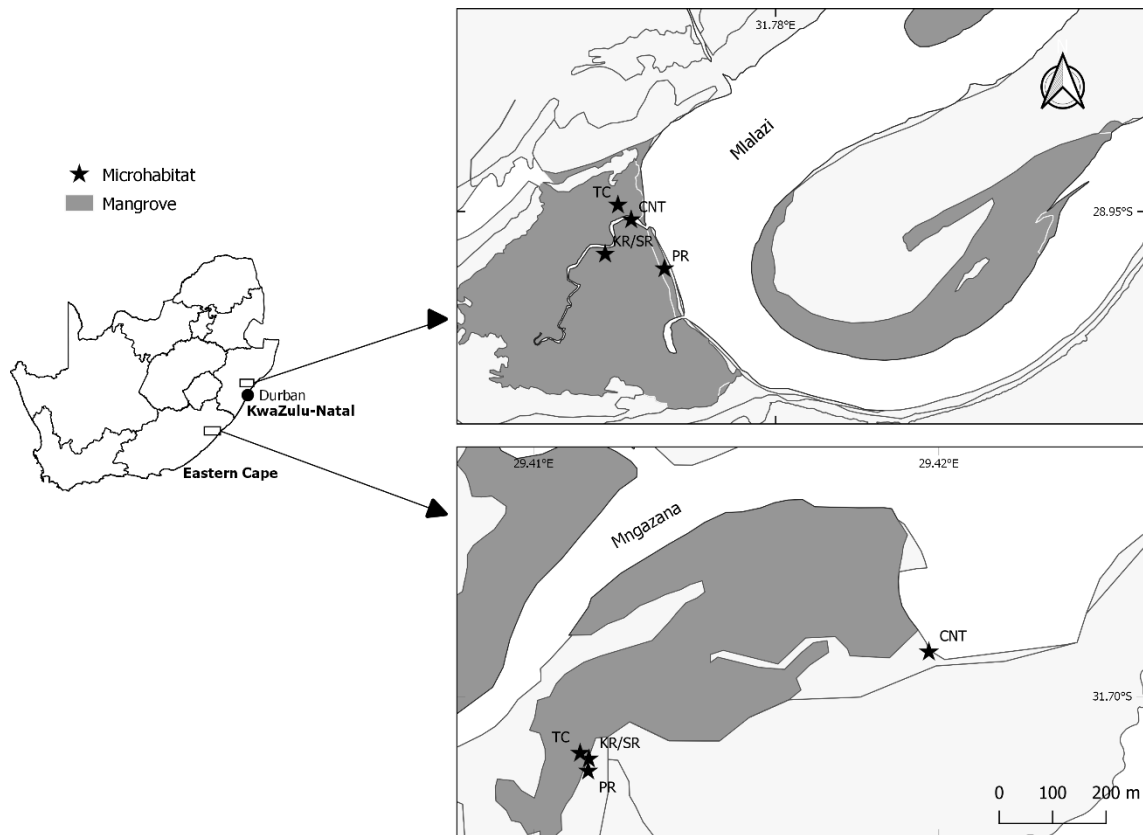 Microhabitat
Mangrove
Durban
KwaZulu-Natal
Eastern Cape
31.78°E
Mlalazi
28.95°S
TC
CNT
KR/SR
PR
29.41°E
29.42°E
Mngazana
CNT
31.70°S
TC
KR/SR
PR
0 100 200 m